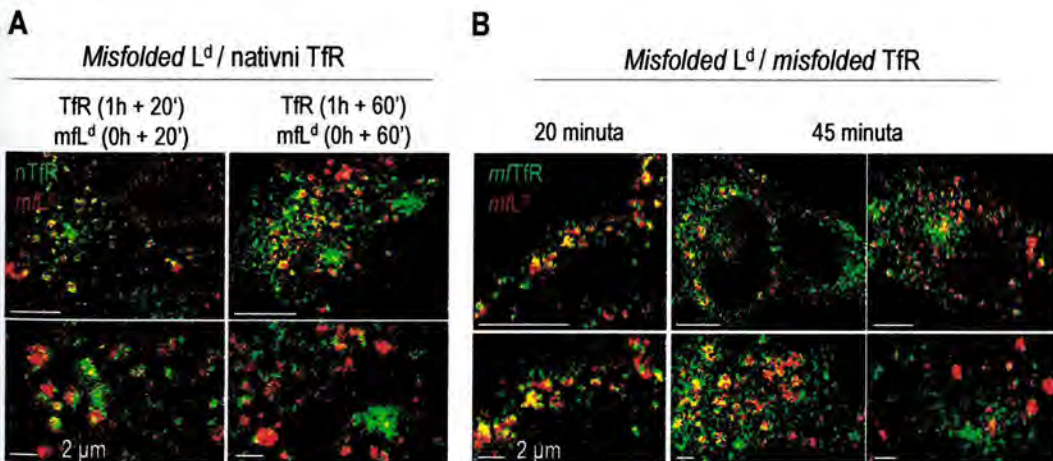 A
Misfolded Lᵈ / nativni TfR
TfR (1h + 20')
mfLᵈ (0h + 20')
TfR (1h + 60')
mfLᵈ (0h + 60')
nTfR
mfLᵈ
2 µm
B
Misfolded Lᵈ / misfolded TfR
20 minuta
45 minuta
mfTfR
mfLᵈ
2 µm